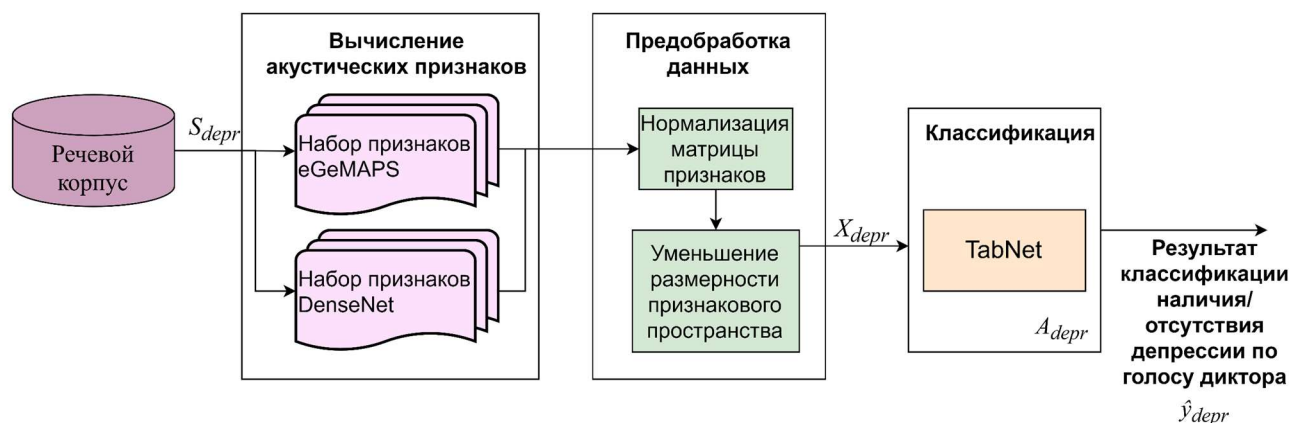 Речевой
корпус
S_depr
Вычисление
акустических признаков
Набор признаков
eGeMAPS
Набор признаков
DenseNet
Предобработка
данных
Нормализация
матрицы
признаков
Уменьшение
размерности
признакового
пространства
X_depr
Классификация
TabNet
A_depr
Результат
классификации
наличия/
отсутствия
депрессии по
голосу диктора
ŷ_depr